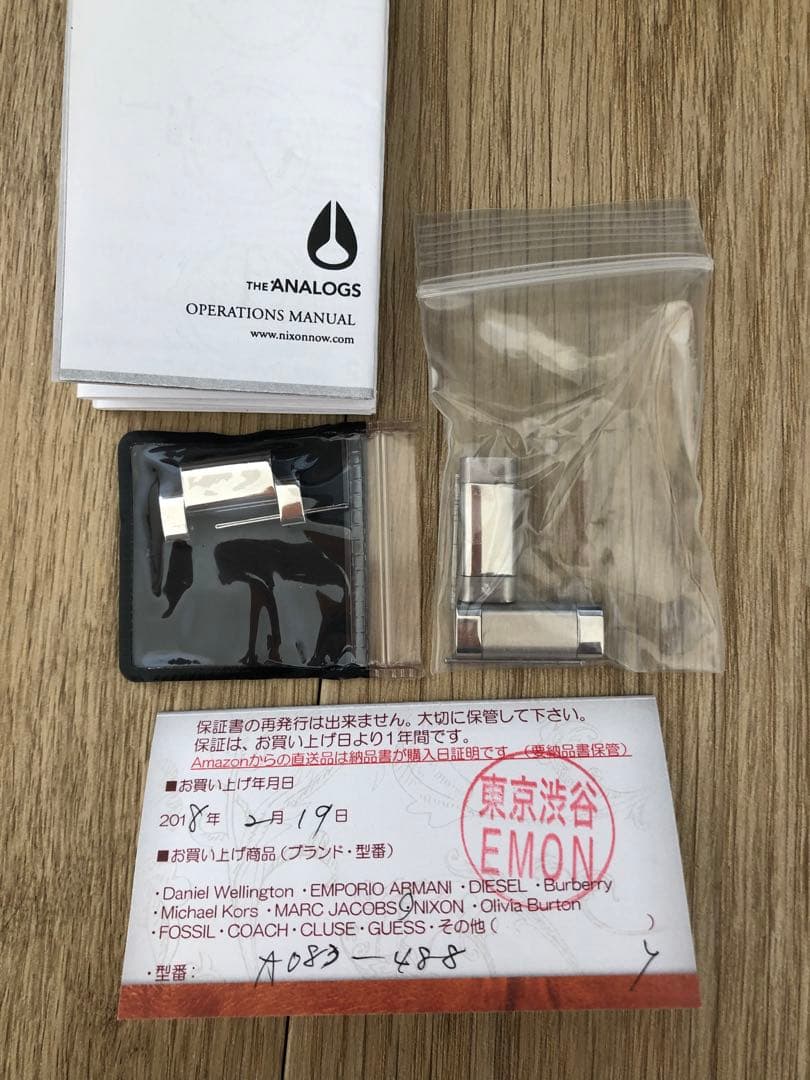 THE ANALOGS
OPERATIONS MANUAL
www.nixonnow.com
保証書の再発行は出来ません。大切に保管して下さい。
保証は、お買い上げ日より1年間です。
Amazonからの直送品は納品書が購入日証明です。(要納品書保管)
■お買い上げ年月日
2018年 2月 19日
東京渋谷
EMON
■お買い上げ商品(ブランド・型番)
・Daniel Wellington ・EMPORIO ARMANI ・DIESEL ・Burberry
・Michael Kors ・MARC JACOBS ・NIXON ・Olivia Burton
・FOSSIL・COACH・CLUSE・GUESS・その他( )
・型番: A083-488 y